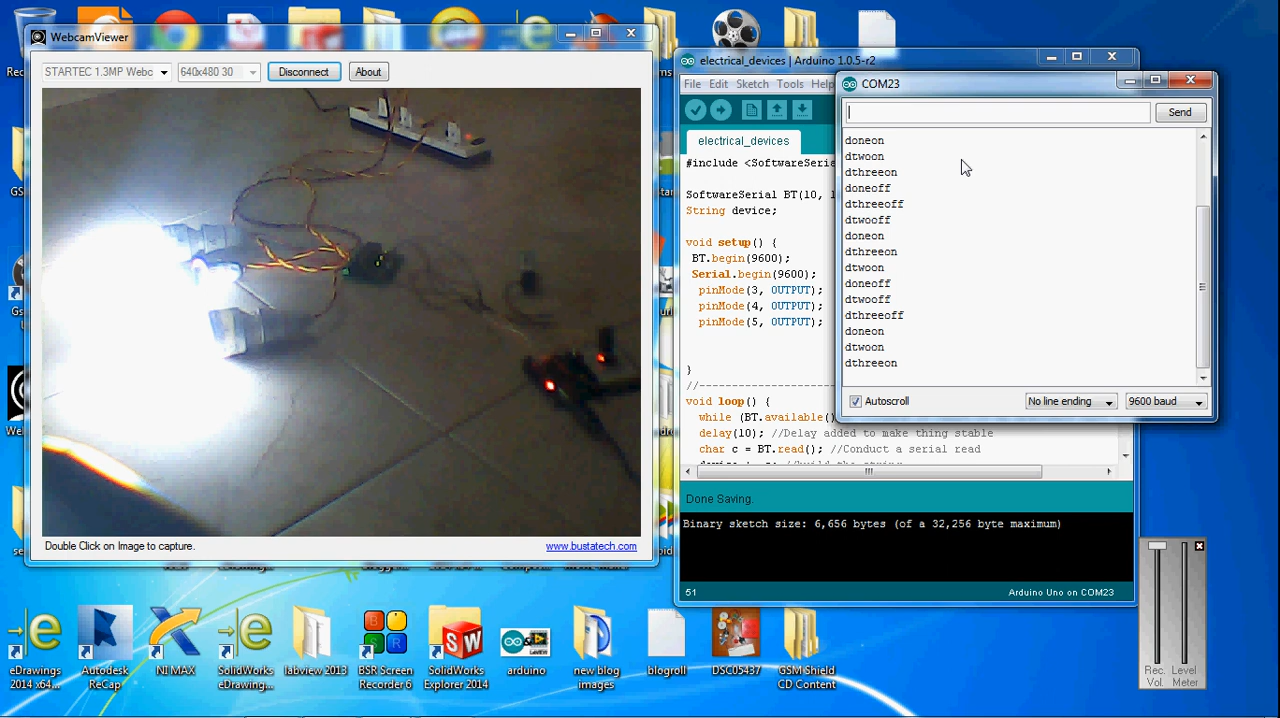 WebcamViewer
STARTEC 1.3MP Webc
640x480 30
Disconnect
About
Double Click on Image to capture.
www.bustatech.com
electrical_devices | Arduino 1.0.5-r2
File Edit Sketch Tools Help
electrical_devices
#include <SoftwareSeria
SoftwareSerial BT(10, 1
String device;
void setup() {
BT.begin(9600);
Serial.begin(9600);
pinMode(3, OUTPUT);
pinMode(4, OUTPUT);
pinMode(5, OUTPUT);
}
//----------------------
void loop() {
while (BT.available()
delay(10); //Delay added to make thing stable
char c = BT.read(); //Conduct a serial read
Done Saving.
Binary sketch size: 6,656 bytes (of a 32,256 byte maximum)
51
Arduino Uno on COM23
COM23
Send
doneon
dtwoon
dthreeon
doneoff
dthreeoff
dtwooff
doneon
dthreeon
dtwoon
doneoff
dtwooff
dthreeoff
doneon
dtwoon
dthreeon
Autoscroll
No line ending
9600 baud
Rec. Vol.
Level Meter
eDrawings 2014 x64...
Autodesk ReCap
NI MAX
SolidWorks eDrawing...
labview 2013
BSR Screen Recorder 6
SolidWorks Explorer 2014
arduino
new blog images
blogroll
DSC05437
GSM Shield CD Content